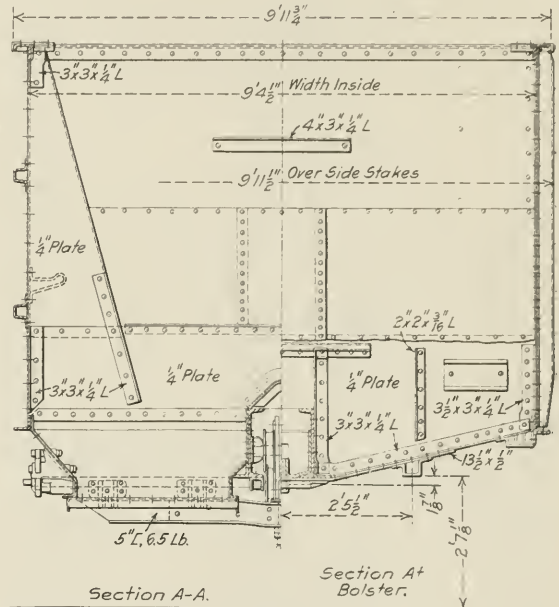 9'11 3/4"
3"x3"x1/4"L
9'4 1/2" Width Inside
4"x3"x1/4"L
9'11 1/2" Over Side Stakes
1/4" Plate
2"x2"x3/16"L
3"x3"x1/4"L
1/4" Plate
1/4" Plate
3"x3"x1/4"L
3 1/2"x3"x1/4"L
13 1/2"x1/2"
2'5 1/2"
1 7/8"
2'7 1/8"
5"[, 6.5 Lb.
Section A-A.
Section At
Bolster.